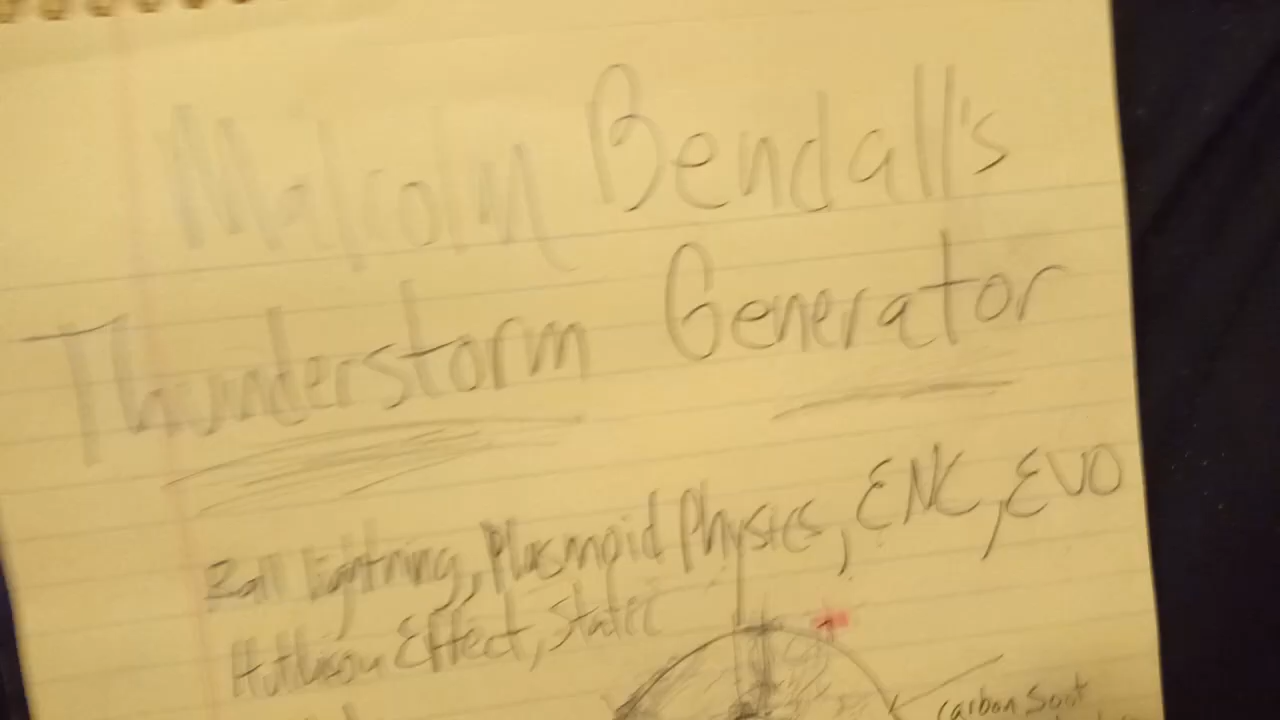 Malcolm Bendall's
Thunderstorm Generator
Ball lightning, Plasmoid Physics, ENC, EVO
Hutchison Effect, Static
carbon soot